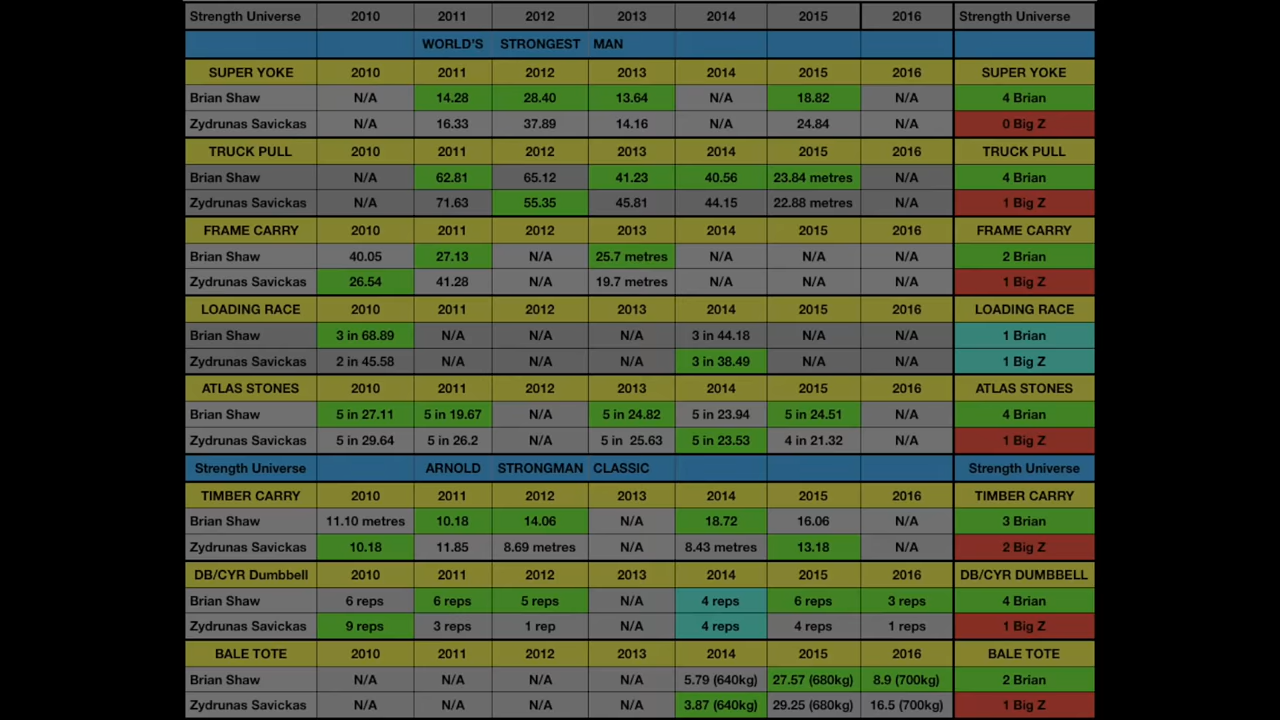 Strength Universe 2010 2011 2012 2013 2014 2015 2016 Strength Universe
WORLD'S STRONGEST MAN
SUPER YOKE 2010 2011 2012 2013 2014 2015 2016 SUPER YOKE
Brian Shaw N/A 14.28 28.40 13.64 N/A 18.82 N/A 4 Brian
Zydrunas Savickas N/A 16.33 37.89 14.16 N/A 24.84 N/A 0 Big Z
TRUCK PULL 2010 2011 2012 2013 2014 2015 2016 TRUCK PULL
Brian Shaw N/A 62.81 65.12 41.23 40.56 23.84 metres N/A 4 Brian
Zydrunas Savickas N/A 71.63 55.35 45.81 44.15 22.88 metres N/A 1 Big Z
FRAME CARRY 2010 2011 2012 2013 2014 2015 2016 FRAME CARRY
Brian Shaw 40.05 27.13 N/A 25.7 metres N/A N/A N/A 2 Brian
Zydrunas Savickas 26.54 41.28 N/A 19.7 metres N/A N/A N/A 1 Big Z
LOADING RACE 2010 2011 2012 2013 2014 2015 2016 LOADING RACE
Brian Shaw 3 in 68.89 N/A N/A N/A 3 in 44.18 N/A N/A 1 Brian
Zydrunas Savickas 2 in 45.58 N/A N/A N/A 3 in 38.49 N/A N/A 1 Big Z
ATLAS STONES 2010 2011 2012 2013 2014 2015 2016 ATLAS STONES
Brian Shaw 5 in 27.11 5 in 19.67 N/A 5 in 24.82 5 in 23.94 5 in 24.51 N/A 4 Brian
Zydrunas Savickas 5 in 29.64 5 in 26.2 N/A 5 in 25.63 5 in 23.53 4 in 21.32 N/A 1 Big Z
Strength Universe ARNOLD STRONGMAN CLASSIC Strength Universe
TIMBER CARRY 2010 2011 2012 2013 2014 2015 2016 TIMBER CARRY
Brian Shaw 11.10 metres 10.18 14.06 N/A 18.72 16.06 N/A 3 Brian
Zydrunas Savickas 10.18 11.85 8.69 metres N/A 8.43 metres 13.18 N/A 2 Big Z
DB/CYR Dumbbell 2010 2011 2012 2013 2014 2015 2016 DB/CYR DUMBBELL
Brian Shaw 6 reps 6 reps 5 reps N/A 4 reps 6 reps 3 reps 4 Brian
Zydrunas Savickas 9 reps 3 reps 1 rep N/A 4 reps 4 reps 1 reps 1 Big Z
BALE TOTE 2010 2011 2012 2013 2014 2015 2016 BALE TOTE
Brian Shaw N/A N/A N/A N/A 5.79 (640kg) 27.57 (680kg) 8.9 (700kg) 2 Brian
Zydrunas Savickas N/A N/A N/A N/A 3.87 (640kg) 29.25 (680kg) 16.5 (700kg) 1 Big Z